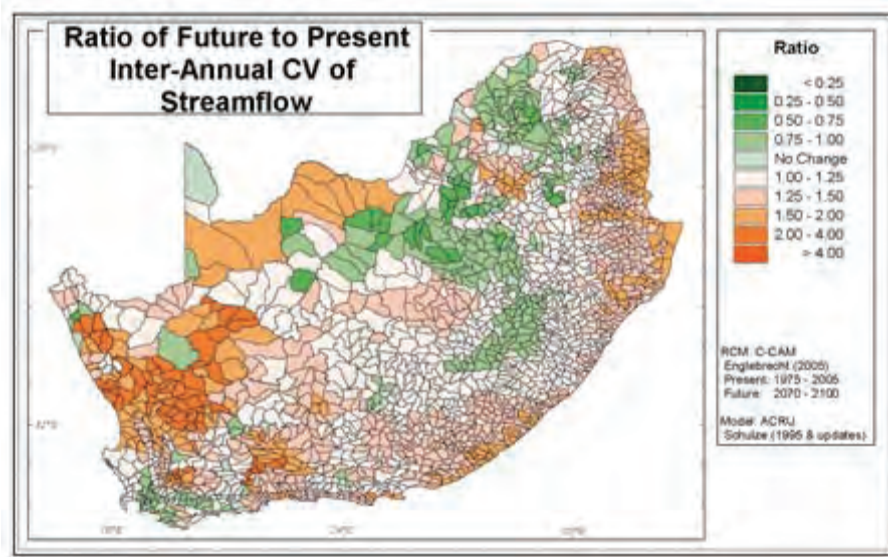 Ratio of Future to Present
Inter-Annual CV of
Streamflow
Ratio
< 0.25
0.25 - 0.50
0.50 - 0.75
0.75 - 1.00
No Change
1.00 - 1.25
1.25 - 1.50
1.50 - 2.00
2.00 - 4.00
> 4.00
RCM: C-CAM
Englebrecht (2005)
Present: 1975 - 2005
Future: 2070 - 2100
Model: ACRU
Schulze (1995 & updates)